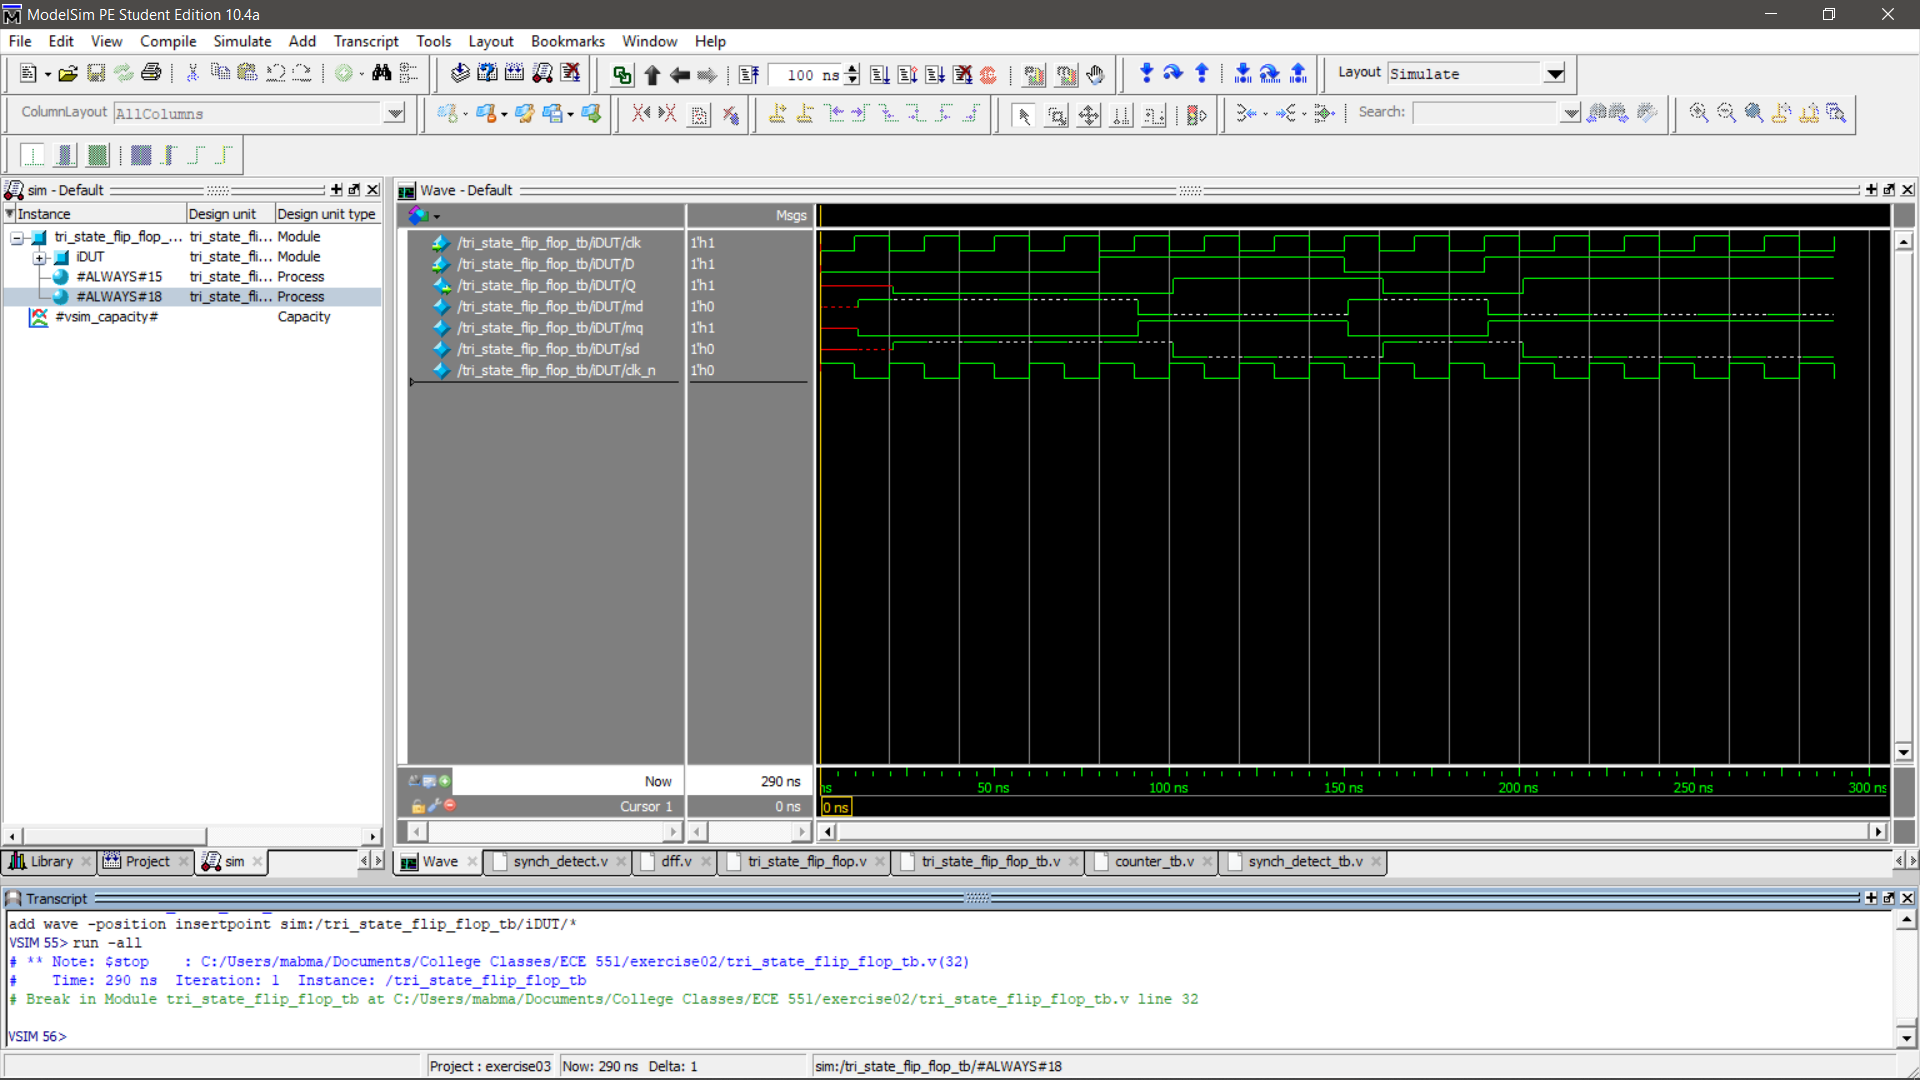 ModelSim PE Student Edition 10.4a
File Edit View Compile Simulate Add Transcript Tools Layout Bookmarks Window Help
100 ns Layout Simulate
ColumnLayout AllColumns Search:
sim - Default
Instance Design unit Design unit type
tri_state_flip_flop_... tri_state_fli... Module
iDUT tri_state_fli... Module
#ALWAYS#15 tri_state_fli... Process
#ALWAYS#18 tri_state_fli... Process
#vsim_capacity# Capacity
Wave - Default
Msgs
/tri_state_flip_flop_tb/iDUT/clk 1'h1
/tri_state_flip_flop_tb/iDUT/D 1'h1
/tri_state_flip_flop_tb/iDUT/Q 1'h1
/tri_state_flip_flop_tb/iDUT/md 1'h0
/tri_state_flip_flop_tb/iDUT/mq 1'h1
/tri_state_flip_flop_tb/iDUT/sd 1'h0
/tri_state_flip_flop_tb/iDUT/clk_n 1'h0
Now 290 ns ns 50 ns 100 ns 150 ns 200 ns 250 ns 300 ns
Cursor 1 0 ns 0 ns
Library Project sim
Wave synch_detect.v dff.v tri_state_flip_flop.v tri_state_flip_flop_tb.v counter_tb.v synch_detect_tb.v
Transcript
add wave -position insertpoint sim:/tri_state_flip_flop_tb/iDUT/*
VSIM 55> run -all
# ** Note: $stop : C:/Users/mabma/Documents/College Classes/ECE 551/exercise02/tri_state_flip_flop_tb.v(32)
# Time: 290 ns Iteration: 1 Instance: /tri_state_flip_flop_tb
# Break in Module tri_state_flip_flop_tb at C:/Users/mabma/Documents/College Classes/ECE 551/exercise02/tri_state_flip_flop_tb.v line 32
VSIM 56>
Project : exercise03 Now: 290 ns Delta: 1 sim:/tri_state_flip_flop_tb/#ALWAYS#18